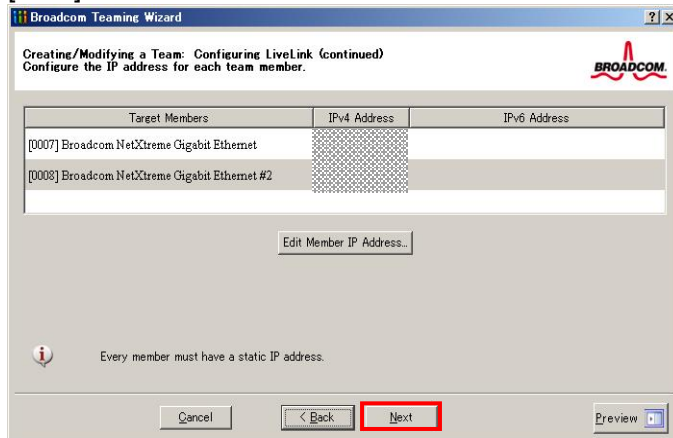 Broadcom Teaming Wizard
Creating/Modifying a Team: Configuring LiveLink (continued)
Configure the IP address for each team member.
BROADCOM.
Target Members IPv4 Address IPv6 Address
[0007] Broadcom NetXtreme Gigabit Ethernet
[0008] Broadcom NetXtreme Gigabit Ethernet #2
Edit Member IP Address...
Every member must have a static IP address.
Cancel < Back Next Preview